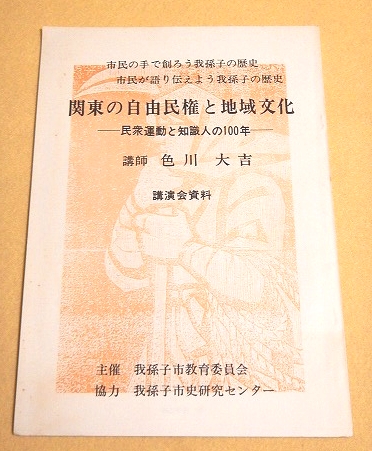 市民の手で創ろう我孫子の歴史
市民が語り伝えよう我孫子の歴史
関東の自由民権と地域文化
──民衆運動と知識人の100年──
講師 色川 大吉
講演会資料
主催 我孫子市教育委員会
協力 我孫子市史研究センター